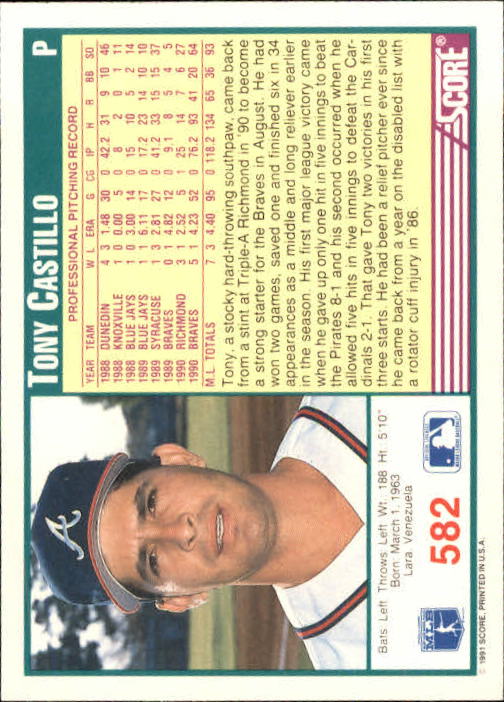 TONY CASTILLO P
PROFESSIONAL PITCHING RECORD
YEAR TEAM W L ERA G CG IP H R BB SO
1988 DUNEDIN 4 3 1.48 30 0 42.2 31 9 10 46
1988 KNOXVILLE 1 0 0.00 5 0 8 2 0 1 11
1988 BLUE JAYS 1 0 3.00 14 0 15 10 5 2 14
1989 BLUE JAYS 1 1 6.11 17 0 17.2 23 14 10 10
1989 SYRACUSE 1 3 2.81 27 0 41.2 33 15 15 37
1989 BRAVES 0 1 4.82 12 0 9.1 8 5 4 5
1990 RICHMOND 3 1 2.52 5 1 25 14 7 6 27
1990 BRAVES 5 1 4.23 52 0 76.2 93 41 20 64
M.L. TOTALS 7 3 4.40 95 0 118.2 134 65 36 93
Tony, a stocky hard-throwing southpaw, came back
from a stint at Triple-A Richmond in '90 to become
a strong starter for the Braves in August. He had
won two games, saved one and finished six in 34
appearances as a middle and long reliever earlier
in the season. His first major league victory came
when he gave up only one hit in five innings to beat
the Pirates 8-1 and his second occurred when he
allowed five hits in five innings to defeat the Car-
dinals 2-1. That gave Tony two victories in his first
three starts. He had been a relief pitcher ever since
he came back from a year on the disabled list with
a rotator cuff injury in '86.
SCORE®
A
Bats: Left Throws: Left Wt. 188 Ht: 5'10"
Born: March 1, 1963
Lara, Venezuela
582
MLB
© 1991 SCORE, PRINTED IN U.S.A.